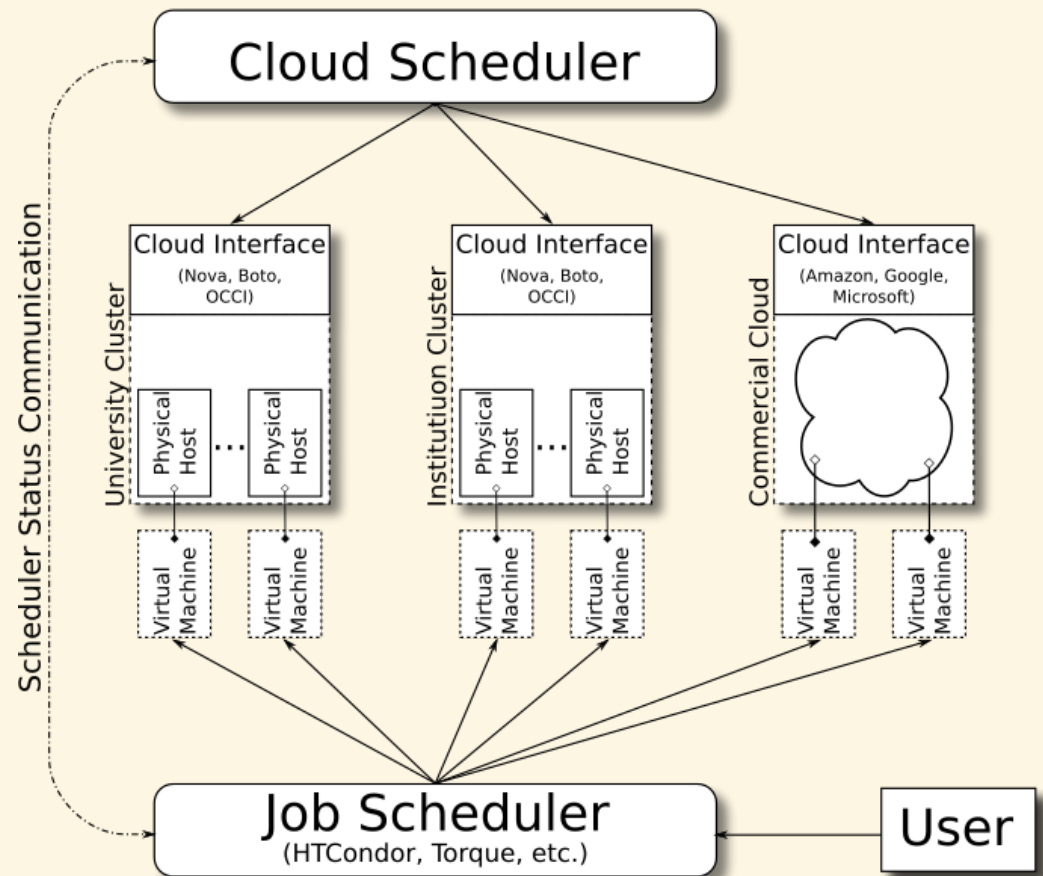 Cloud Scheduler
Scheduler Status Communication
University Cluster
Cloud Interface
(Nova, Boto,
OCCI)
Physical
Host
...
Physical
Host
Virtual
Machine
Virtual
Machine
Institutiuon Cluster
Cloud Interface
(Nova, Boto,
OCCI)
Physical
Host
...
Physical
Host
Virtual
Machine
Virtual
Machine
Commercial Cloud
Cloud Interface
(Amazon, Google,
Microsoft)
Virtual
Machine
Virtual
Machine
Job Scheduler
(HTCondor, Torque, etc.)
User